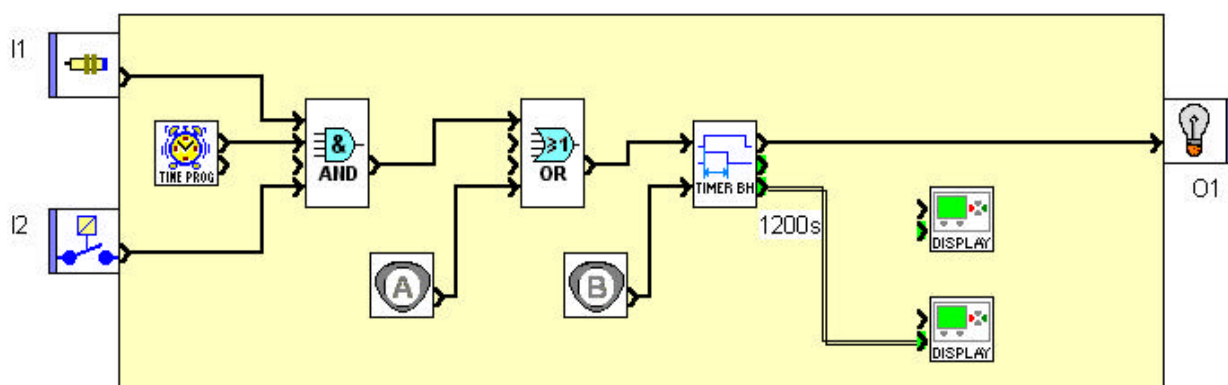 I1
&
AND
≥1
OR
TIME PROG
TIMER BH
I2
1200s
O1
A
B
DISPLAY
DISPLAY